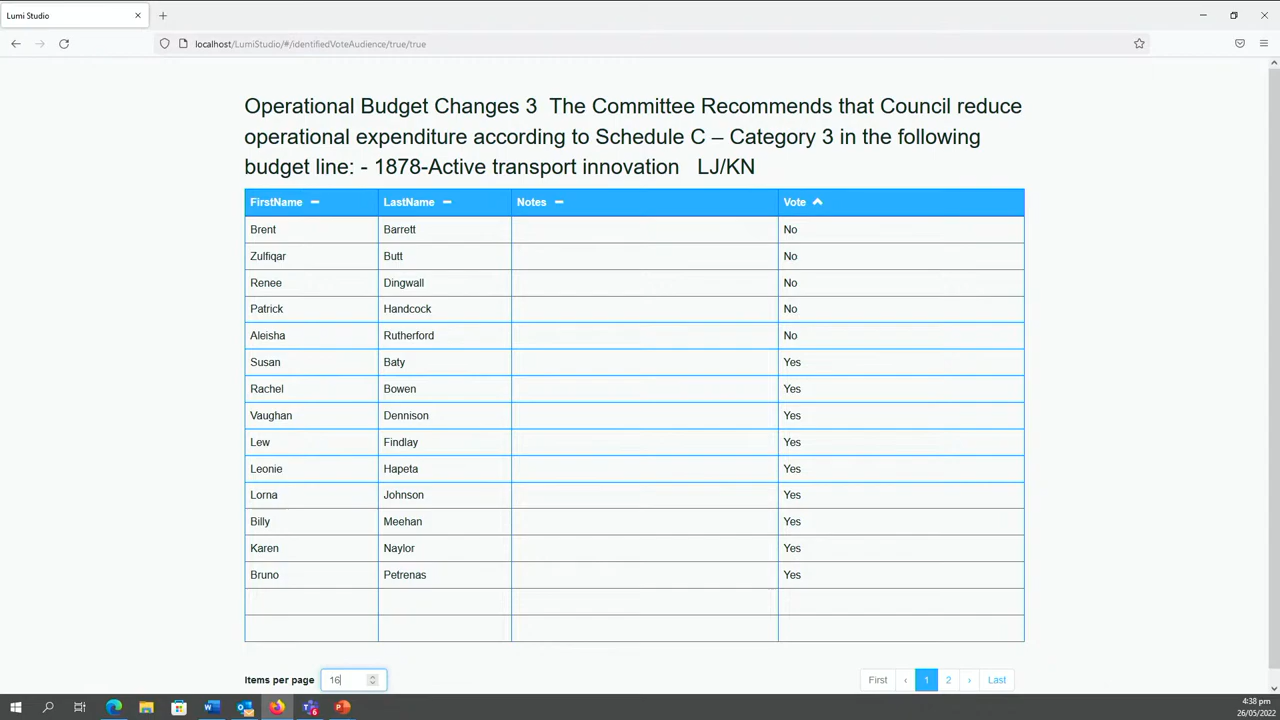 Lumi Studio
localhost/LumiStudio/#/identifiedVoteAudience/true/true
Operational Budget Changes 3  The Committee Recommends that Council reduce
operational expenditure according to Schedule C – Category 3 in the following
budget line: - 1878-Active transport innovation   LJ/KN
FirstName LastName Notes Vote
Brent Barrett No
Zulfiqar Butt No
Renee Dingwall No
Patrick Handcock No
Aleisha Rutherford No
Susan Baty Yes
Rachel Bowen Yes
Vaughan Dennison Yes
Lew Findlay Yes
Leonie Hapeta Yes
Lorna Johnson Yes
Billy Meehan Yes
Karen Naylor Yes
Bruno Petrenas Yes
Items per page 16 First ‹ 1 2 › Last
4:38 pm
26/05/2022